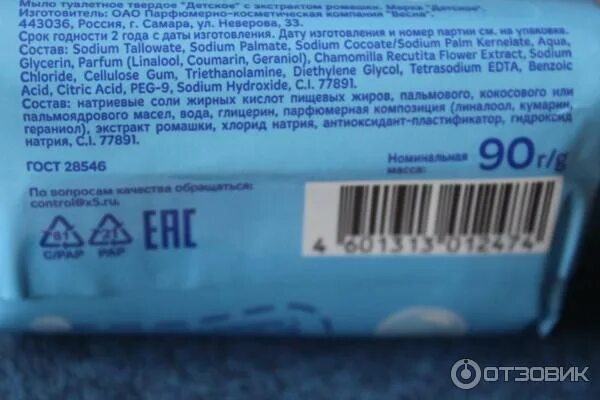 Мыло туалетное твердое "Детское" с экстрактом ромашки. Марка "Детское".
Изготовитель: ОАО Парфюмерно-косметическая компания "Весна".
443036, Россия, г. Самара, ул. Неверова, 33.
Срок годности 2 года с даты изготовления. Дату изготовления и номер партии см. на упаковке.
Состав: Sodium Tallowate, Sodium Palmate, Sodium Cocoate/Sodium Palm Kernelate, Aqua,
Glycerin, Parfum (Linalool, Coumarin, Geraniol), Chamomilla Recutita Flower Extract, Sodium
Chloride, Cellulose Gum, Triethanolamine, Diethylene Glycol, Tetrasodium EDTA, Benzoic
Acid, Citric Acid, PEG-9, Sodium Hydroxide, C.I. 77891.
Состав: натриевые соли жирных кислот пищевых жиров, пальмового, кокосового или
пальмоядрового масел, вода, глицерин, парфюмерная композиция (линалоол, кумарин,
гераниол), экстракт ромашки, хлорид натрия, антиоксидант-пластификатор, гидроксид
натрия, C.I. 77891.
ГОСТ 28546
Номинальная масса: 90 г/g
По вопросам качества обращаться:
control@x5.ru.
81 C/PAP
21 PAP
EAC
4 601313 012474
ОТЗОВИК